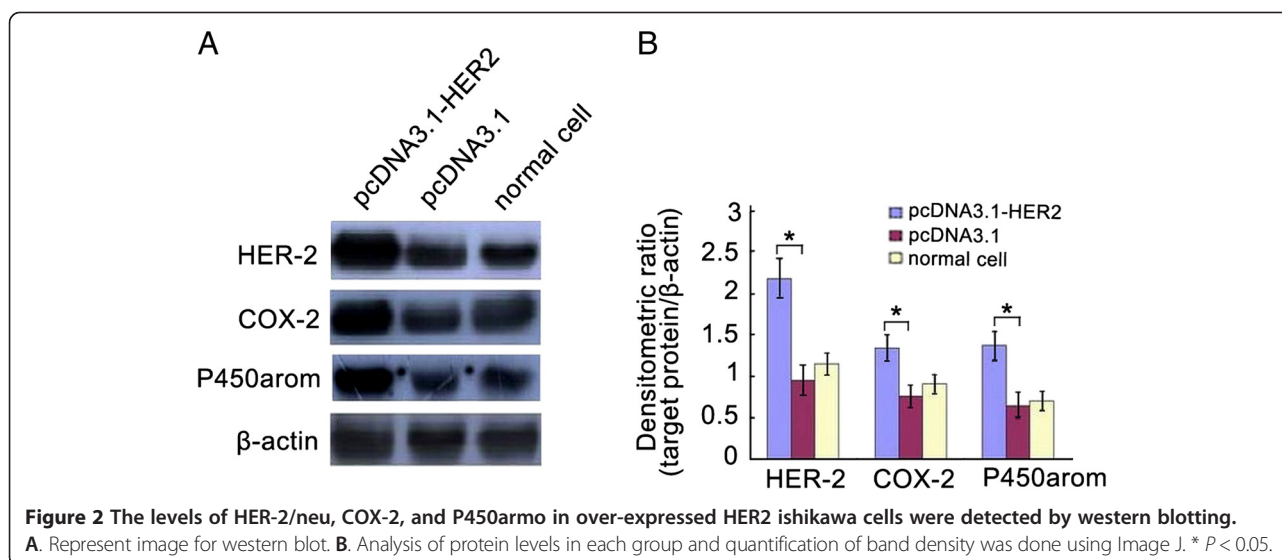 A
pcDNA3.1-HER2
pcDNA3.1
normal cell
HER-2
COX-2
P450arom
β-actin
B
Densitometric ratio
(target protein/β-actin)
3
2.5
2
1.5
1
0.5
0
pcDNA3.1-HER2
pcDNA3.1
normal cell
*
*
*
HER-2
COX-2
P450arom
Figure 2 The levels of HER-2/neu, COX-2, and P450armo in over-expressed HER2 ishikawa cells were detected by western blotting.
A. Represent image for western blot. B. Analysis of protein levels in each group and quantification of band density was done using Image J. * P < 0.05.